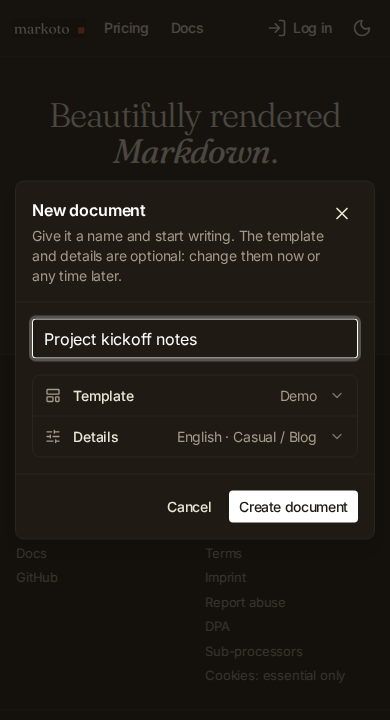 markoto
Pricing
Docs
Log in
Beautifully rendered
Markdown.
New document
Give it a name and start writing. The template
and details are optional: change them now or
any time later.
Project kickoff notes
Template
Demo
Details
English · Casual / Blog
Cancel
Create document
Docs
Terms
GitHub
Imprint
Report abuse
DPA
Sub-processors
Cookies: essential only